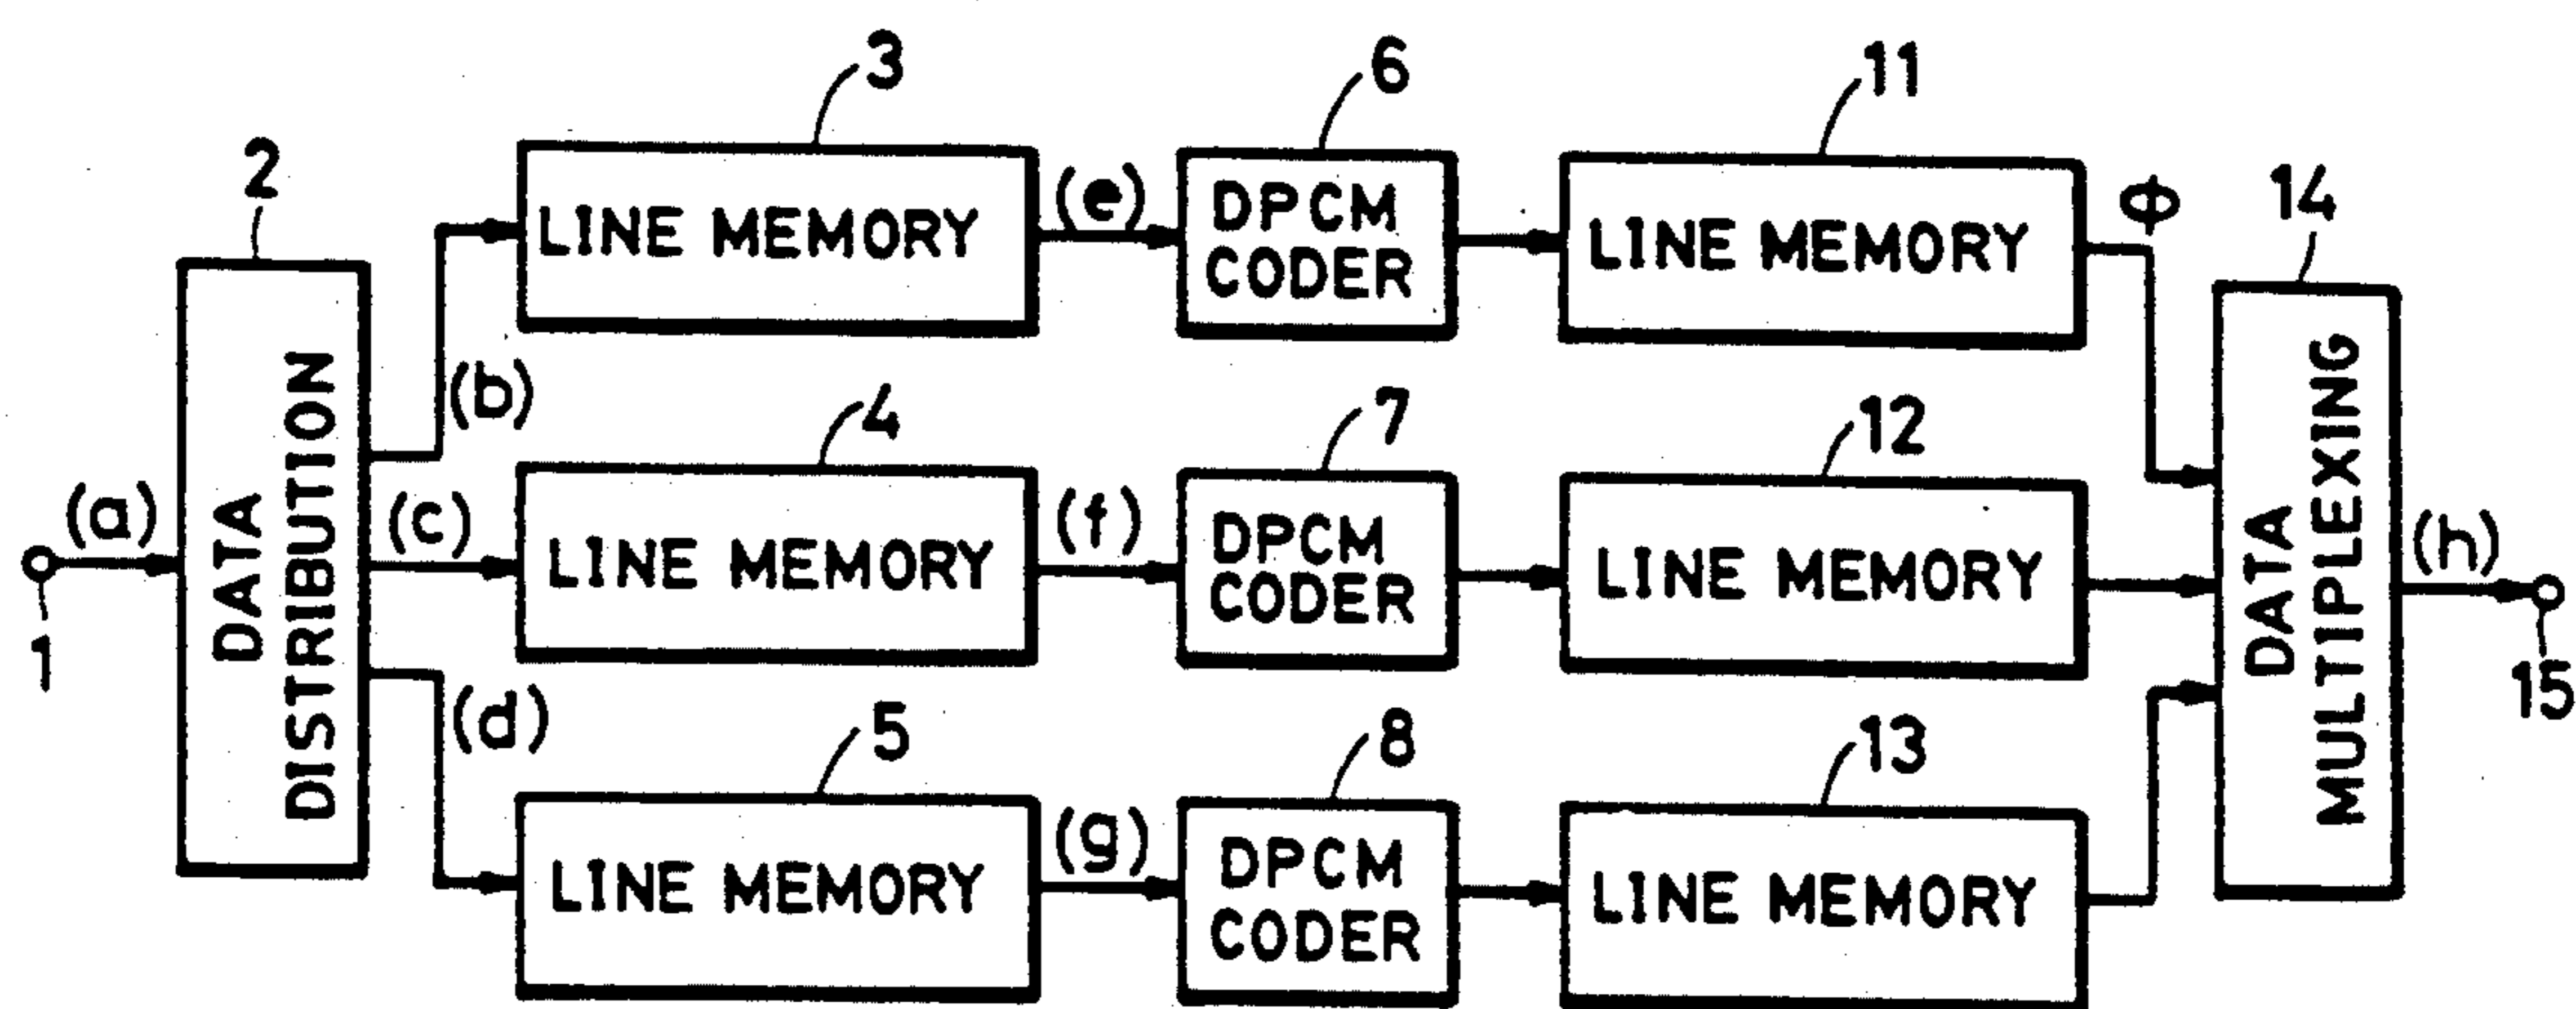 3
6
11
2
14
LINE MEMORY
(e)
DPCM
CODER
LINE MEMORY
Φ
(b)
4
7
12
(a)
DATA
DISTRIBUTION
(c)
LINE MEMORY
(f)
DPCM
CODER
LINE MEMORY
DATA
MULTIPLEXING
(h)
1
15
(d)
5
8
13
LINE MEMORY
(g)
DPCM
CODER
LINE MEMORY